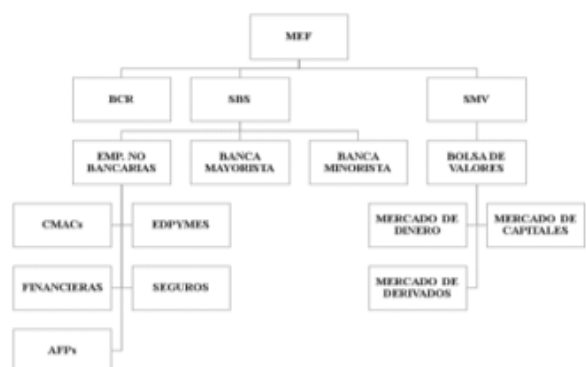 MEF
BCR
SBS
SMV
EMP. NO
BANCARIAS
BANCA
MAYORISTA
BANCA
MINORISTA
BOLSA DE
VALORES
CMACs
EDPYMES
MERCADO DE
DINERO
MERCADO DE
CAPITALES
FINANCIERAS
SEGUROS
MERCADO DE
DERIVADOS
AFPs